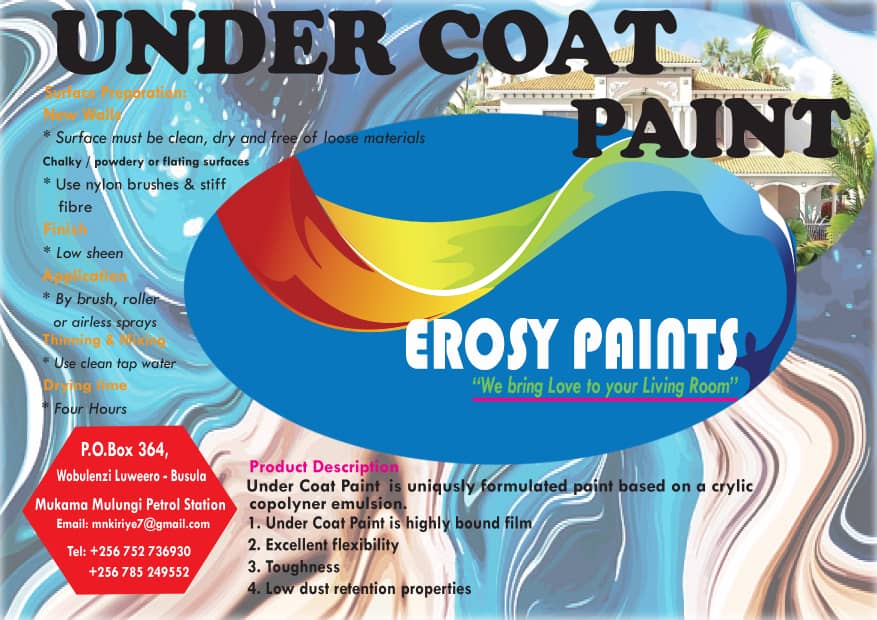 UNDER COAT
PAINT
Surface Preparation:
New Walls
* Surface must be clean, dry and free of loose materials
Chalky / powdery or flating surfaces
* Use nylon brushes & stiff
fibre
Finish
* Low sheen
Application
* By brush, roller
or airless sprays
Thinning & Mixing
* Use clean tap water
Drying time
* Four Hours
EROSY PAINTS
“We bring Love to your Living Room”
P.O.Box 364,
Wobulenzi Luweero - Busula
Mukama Mulungi Petrol Station
Email: mnkiriye7@gmail.com
Tel: +256 752 736930
+256 785 249552
Product Description
Under Coat Paint is uniqusly formulated paint based on a crylic
copolyner emulsion.
1. Under Coat Paint is highly bound film
2. Excellent flexibility
3. Toughness
4. Low dust retention properties